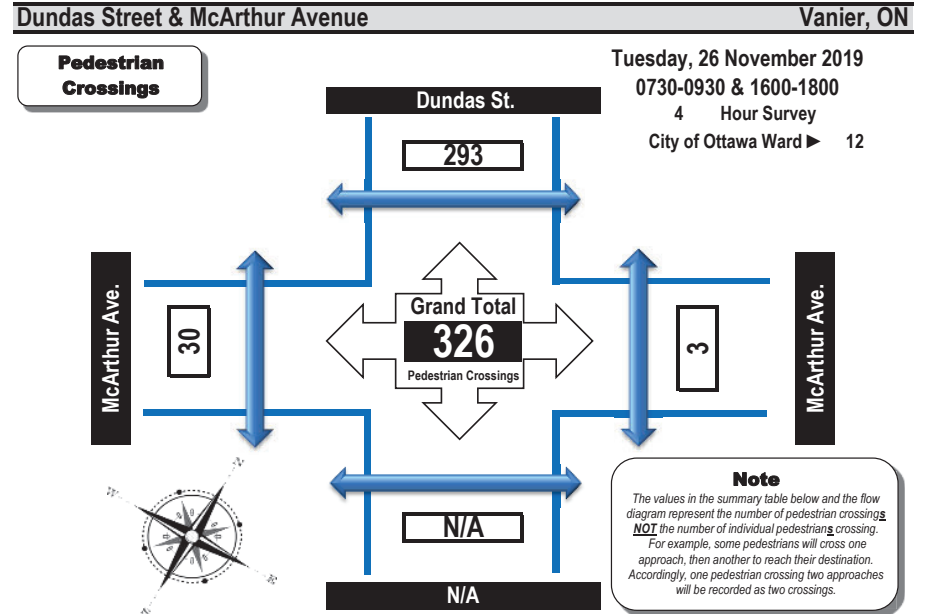 Dundas Street & McArthur Avenue Vanier, ON
Pedestrian
Crossings
Tuesday, 26 November 2019
0730-0930 & 1600-1800
4 Hour Survey
City of Ottawa Ward ► 12
Dundas St.
293
McArthur Ave.
30
Grand Total
326
Pedestrian Crossings
3
McArthur Ave.
N/A
N/A
N
E
S
W
Note
The values in the summary table below and the flow
diagram represent the number of pedestrian crossings
NOT the number of individual pedestrians crossing.
For example, some pedestrians will cross one
approach, then another to reach their destination.
Accordingly, one pedestrian crossing two approaches
will be recorded as two crossings.